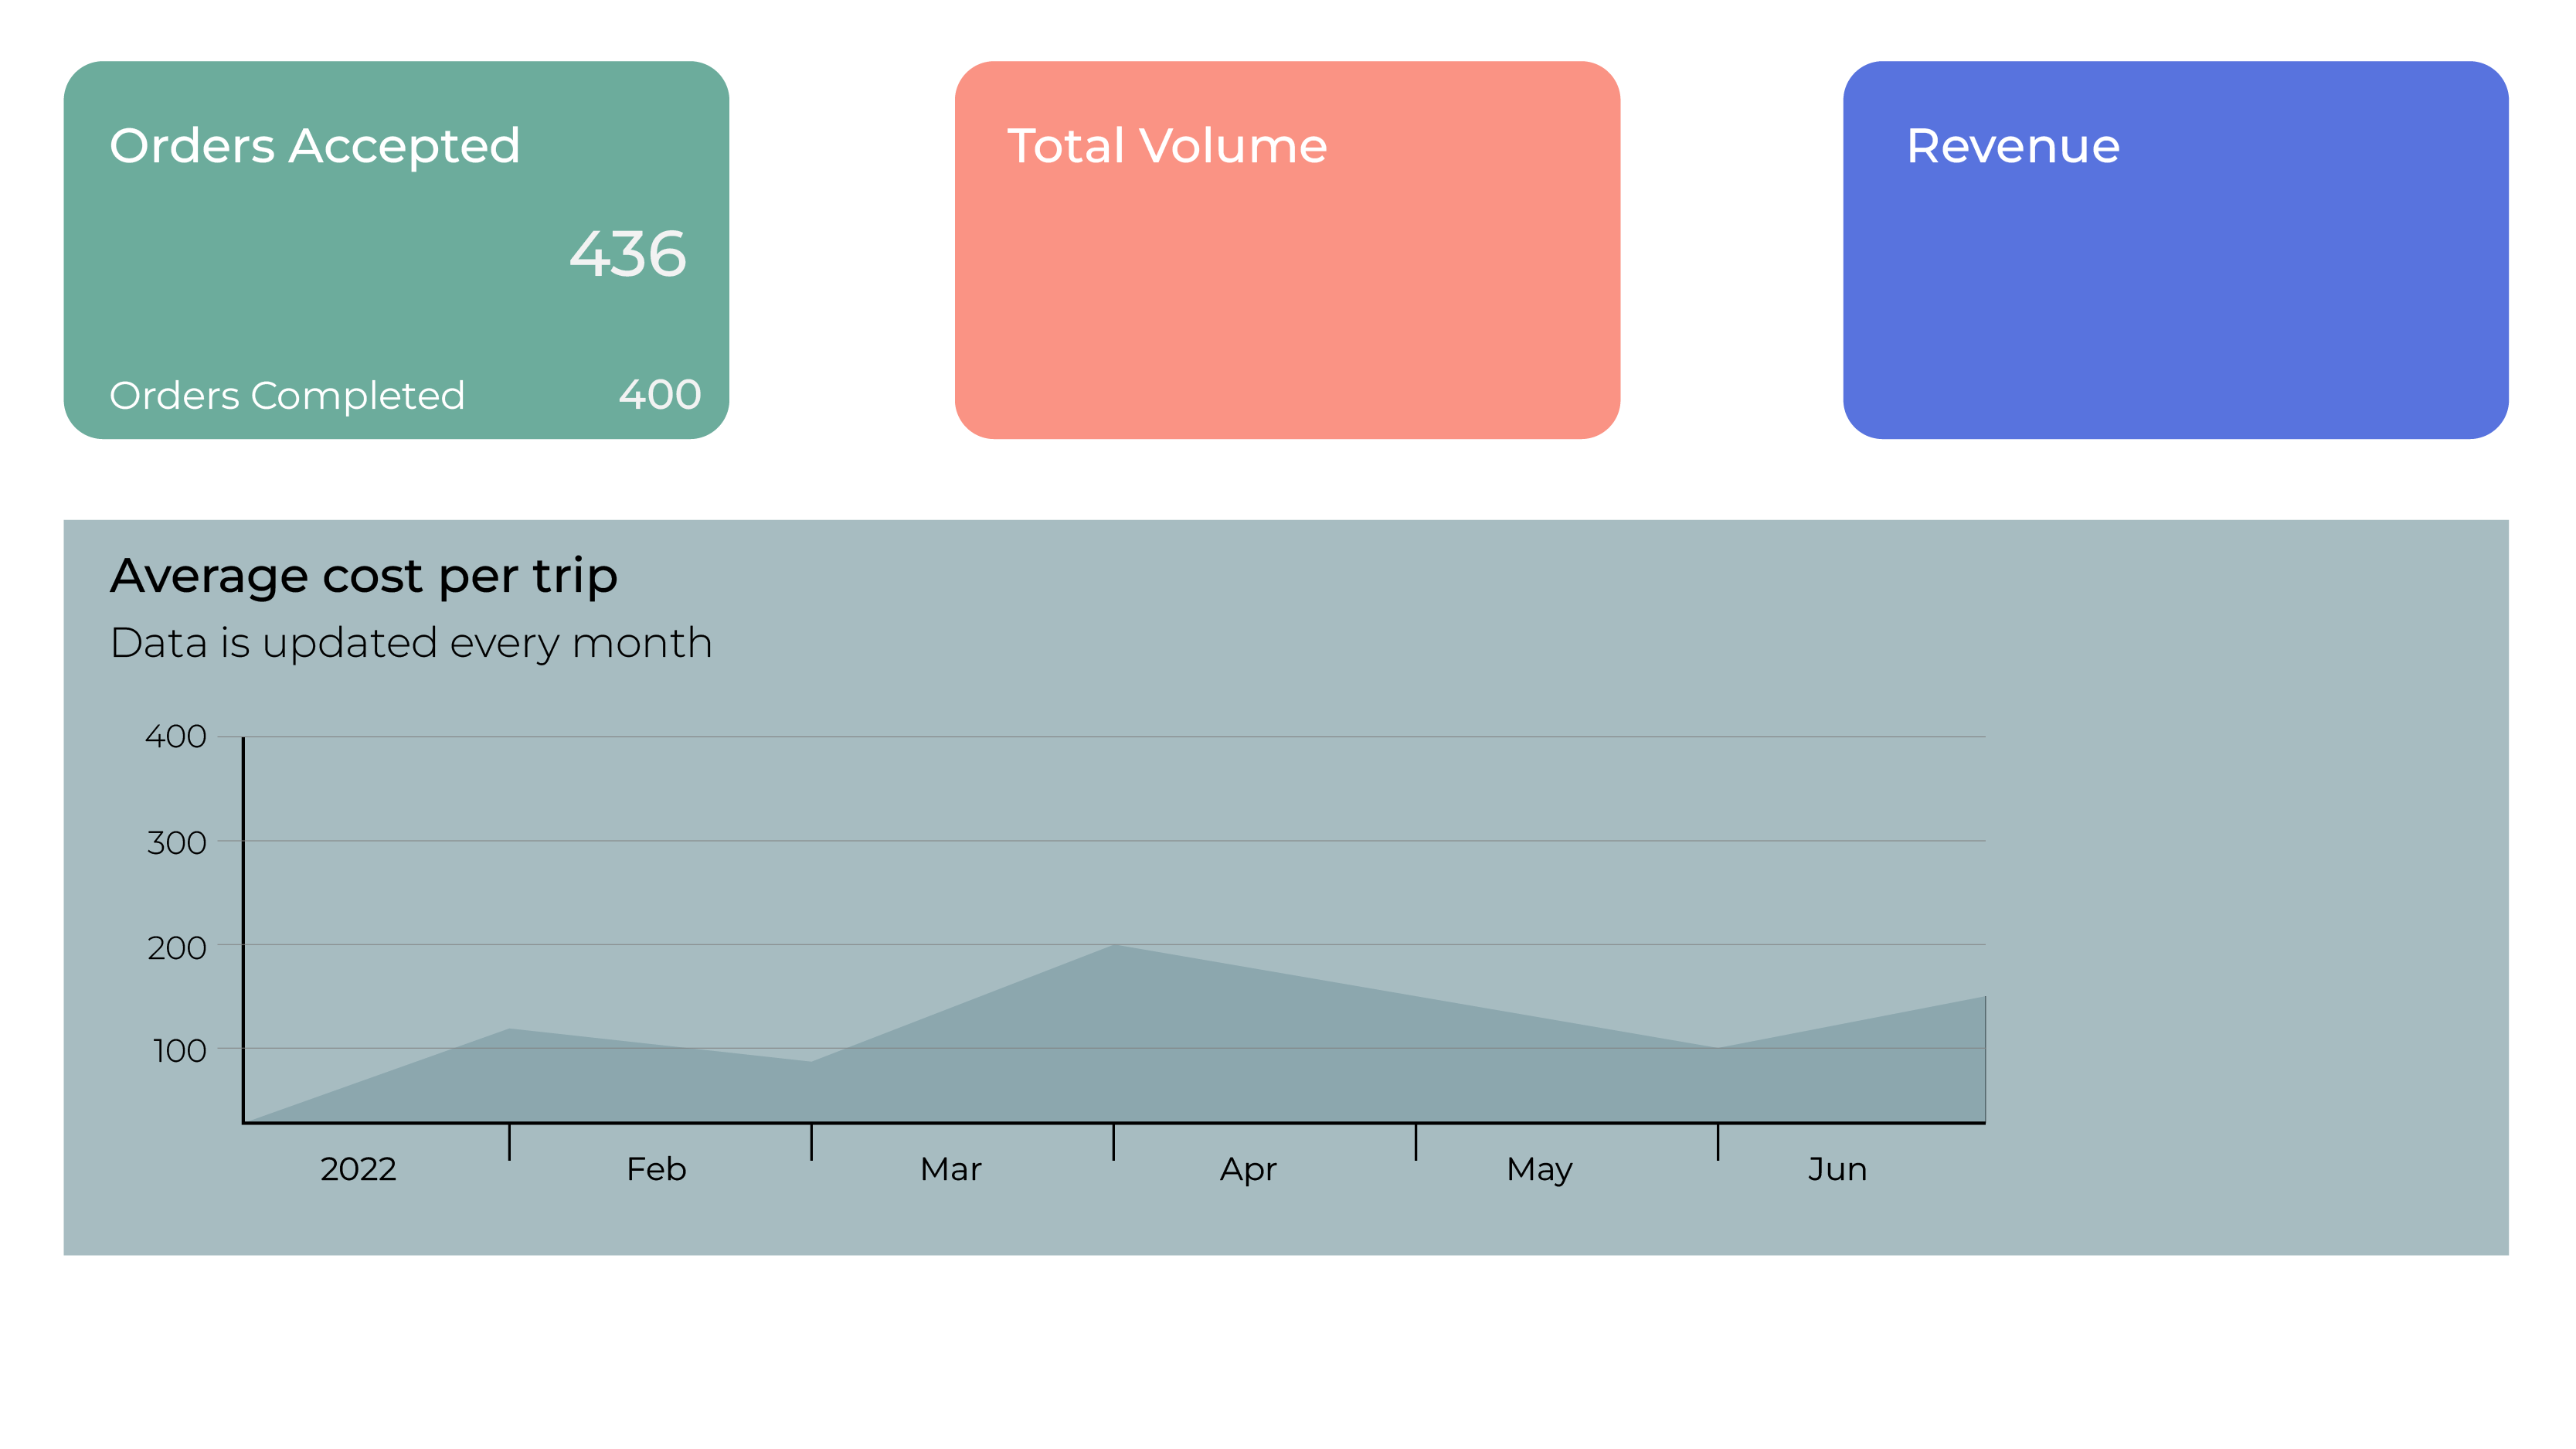 Orders Accepted
436
Orders Completed 400
Total Volume
Revenue
Average cost per trip
Data is updated every month
400
300
200
100
2022 Feb Mar Apr May Jun